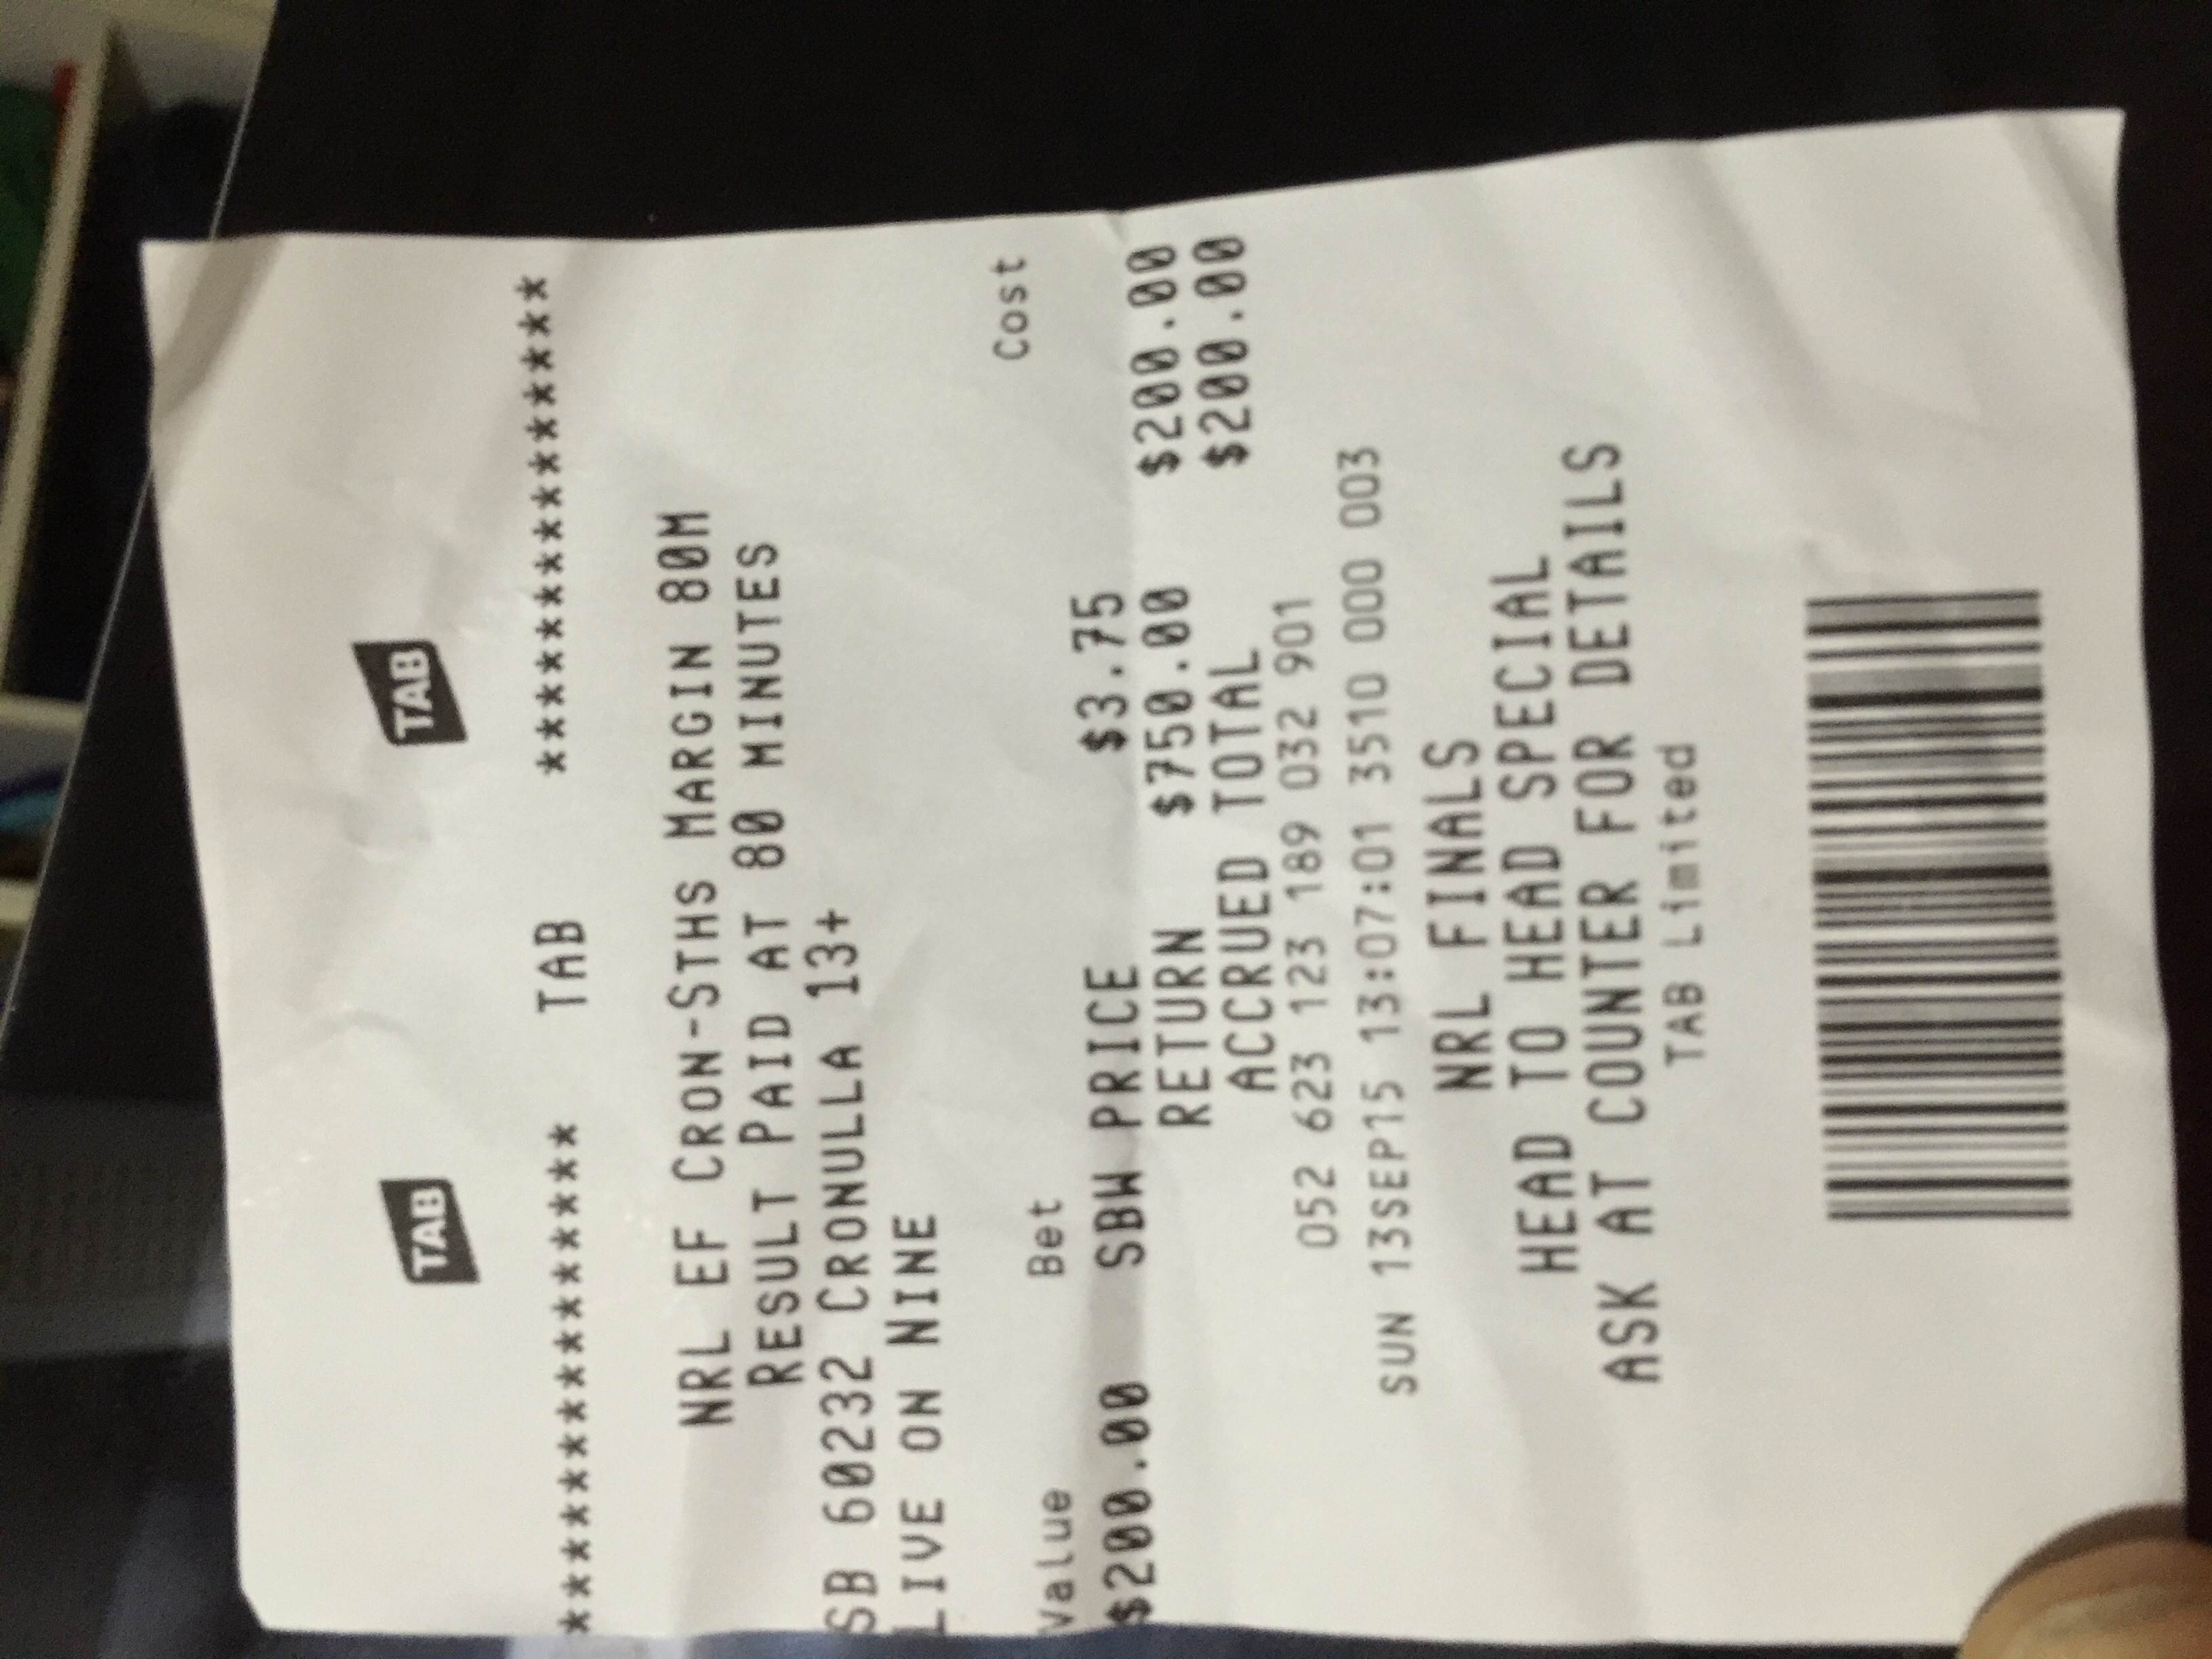 TAB TAB
****************** TAB ******************
NRL EF CRON-STHS MARGIN 80M
RESULT PAID AT 80 MINUTES
SB 60232 CRONULLA 13+
LIVE ON NINE
Value Bet Cost
$200.00 SBW PRICE $3.75
RETURN $750.00 $200.00
ACCRUED TOTAL $200.00
052 623 123 189 032 901
SUN 13SEP15 13:07:01 3510 000 003
NRL FINALS
HEAD TO HEAD SPECIAL
ASK AT COUNTER FOR DETAILS
TAB Limited